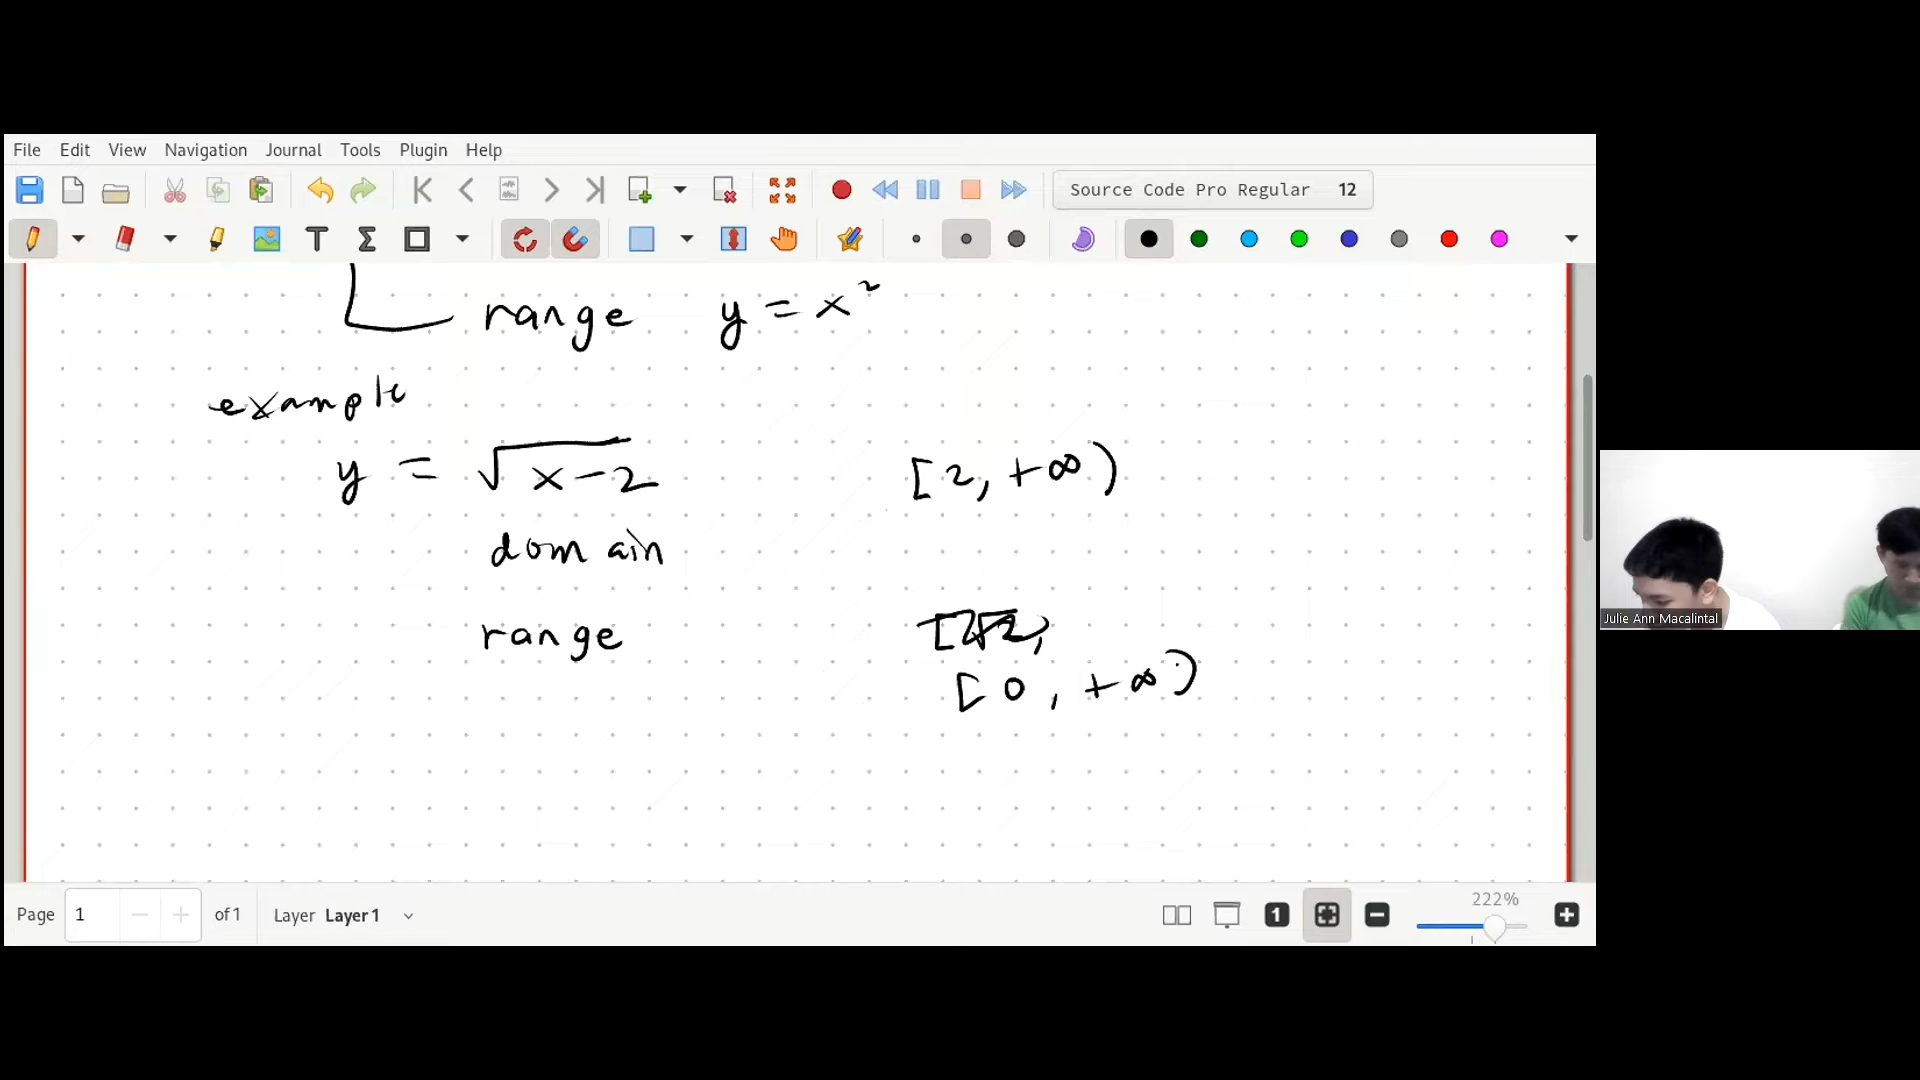 File Edit View Navigation Journal Tools Plugin Help
Source Code Pro Regular 12
range y = x²
example
y = √x-2 [2, +∞)
domain
range
[0, +∞)
Julie Ann Macalintal
222%
Page 1 of 1 Layer Layer 1